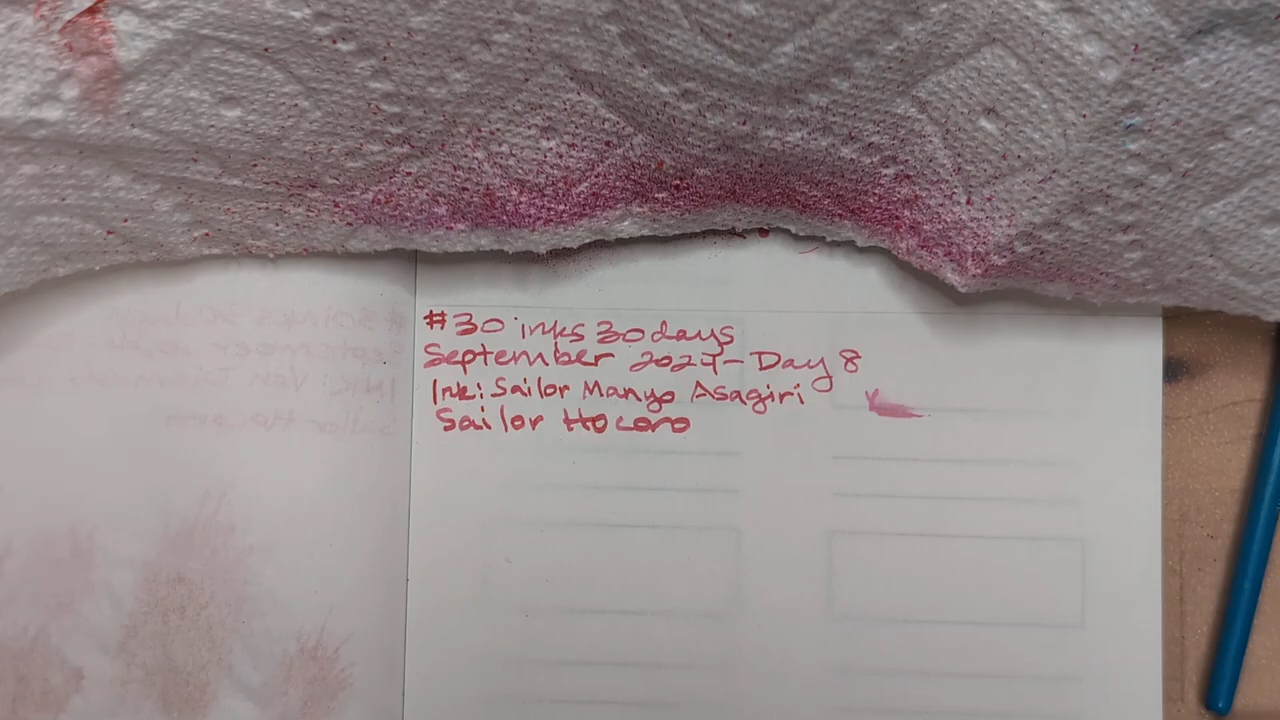 #30 inks 30 days
September 2024 - Day 8
Ink: Sailor Manyo Asagiri
Sailor Hocoro